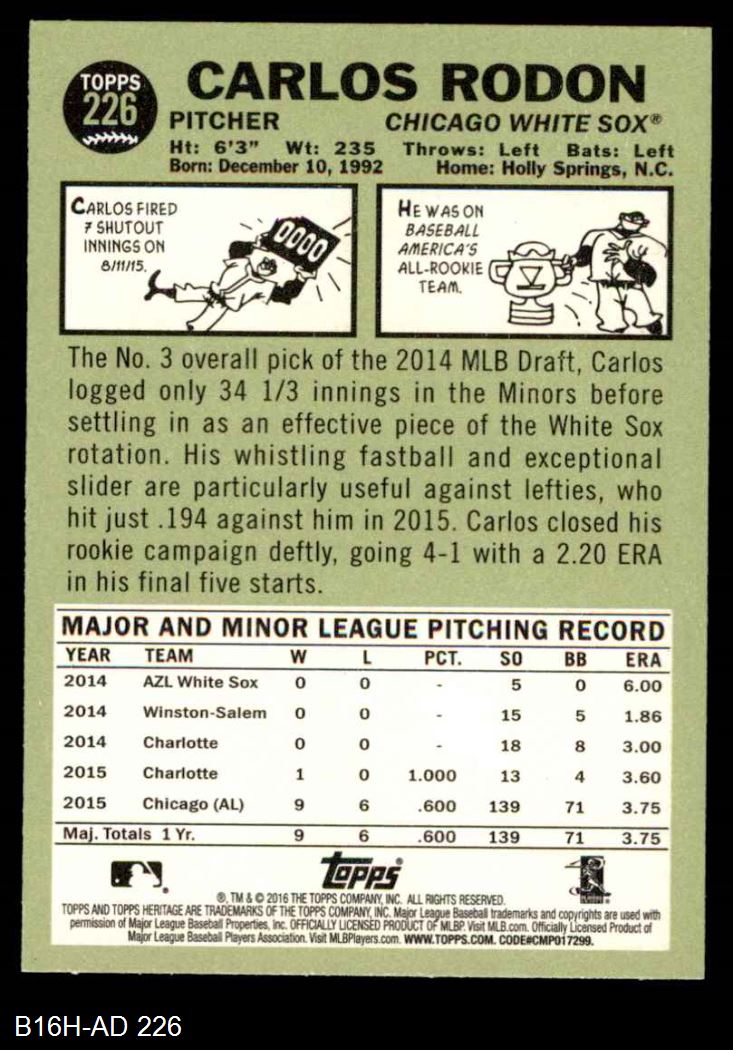 TOPPS
226
CARLOS RODON
PITCHER CHICAGO WHITE SOX®
Ht: 6'3" Wt: 235 Throws: Left Bats: Left
Born: December 10, 1992 Home: Holly Springs, N.C.
CARLOS FIRED
7 SHUTOUT
INNINGS ON
8/11/15.
0000
HE WAS ON
BASEBALL
AMERICA'S
ALL-ROOKIE
TEAM.
The No. 3 overall pick of the 2014 MLB Draft, Carlos
logged only 34 1/3 innings in the Minors before
settling in as an effective piece of the White Sox
rotation. His whistling fastball and exceptional
slider are particularly useful against lefties, who
hit just .194 against him in 2015. Carlos closed his
rookie campaign deftly, going 4-1 with a 2.20 ERA
in his final five starts.
MAJOR AND MINOR LEAGUE PITCHING RECORD
YEAR TEAM W L PCT. SO BB ERA
2014 AZL White Sox 0 0 - 5 0 6.00
2014 Winston-Salem 0 0 - 15 5 1.86
2014 Charlotte 0 0 - 18 8 3.00
2015 Charlotte 1 0 1.000 13 4 3.60
2015 Chicago (AL) 9 6 .600 139 71 3.75
Maj. Totals 1 Yr. 9 6 .600 139 71 3.75
Topps®
®, TM & © 2016 THE TOPPS COMPANY, INC. ALL RIGHTS RESERVED.
TOPPS AND TOPPS HERITAGE ARE TRADEMARKS OF THE TOPPS COMPANY, INC. Major League Baseball trademarks and copyrights are used with
permission of Major League Baseball Properties, Inc. OFFICIALLY LICENSED PRODUCT OF MLBP. Visit MLB.com. Officially Licensed Product of
Major League Baseball Players Association. Visit MLBPlayers.com. WWW.TOPPS.COM. CODE#CMP017299.
B16H-AD 226